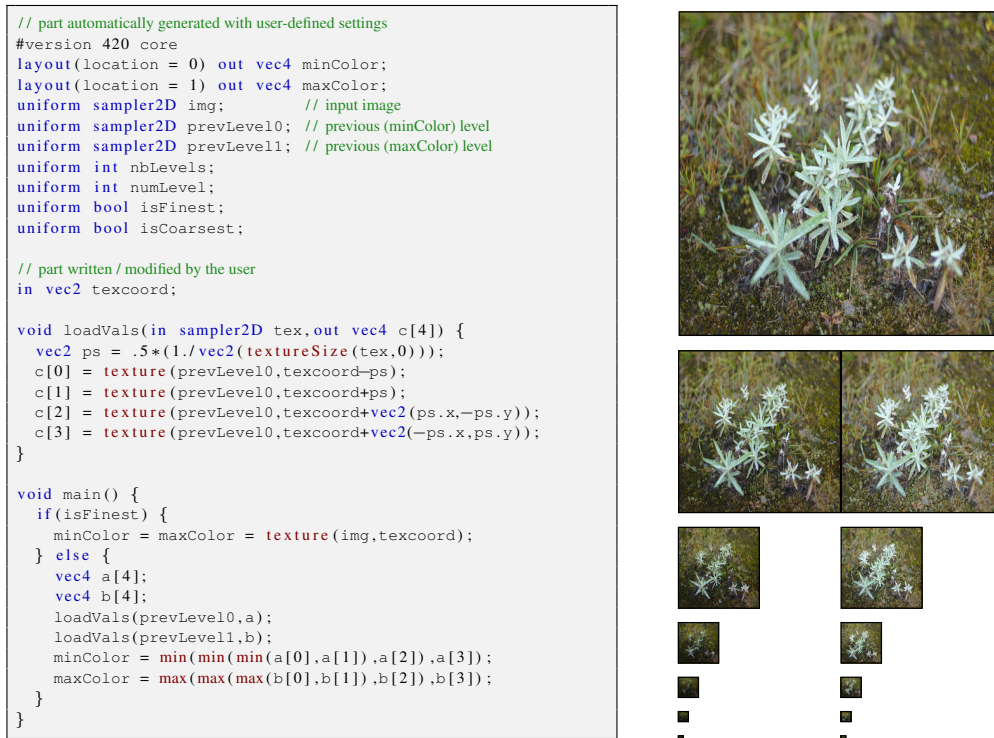 // part automatically generated with user-defined settings
#version 420 core
layout(location = 0) out vec4 minColor;
layout(location = 1) out vec4 maxColor;
uniform sampler2D img; // input image
uniform sampler2D prevLevel0; // previous (minColor) level
uniform sampler2D prevLevel1; // previous (maxColor) level
uniform int nbLevels;
uniform int numLevel;
uniform bool isFinest;
uniform bool isCoarsest;
// part written / modified by the user
in vec2 texcoord;
void loadVals(in sampler2D tex,out vec4 c[4]) {
vec2 ps = .5*(1./vec2(textureSize(tex,0)));
c[0] = texture(prevLevel0,texcoord−ps);
c[1] = texture(prevLevel0,texcoord+ps);
c[2] = texture(prevLevel0,texcoord+vec2(ps.x,−ps.y));
c[3] = texture(prevLevel0,texcoord+vec2(−ps.x,ps.y));
}
void main() {
if(isFinest) {
minColor = maxColor = texture(img,texcoord);
} else {
vec4 a[4];
vec4 b[4];
loadVals(prevLevel0,a);
loadVals(prevLevel1,b);
minColor = min(min(min(a[0],a[1]),a[2]),a[3]);
maxColor = max(max(max(b[0],b[1]),b[2]),b[3]);
}
}